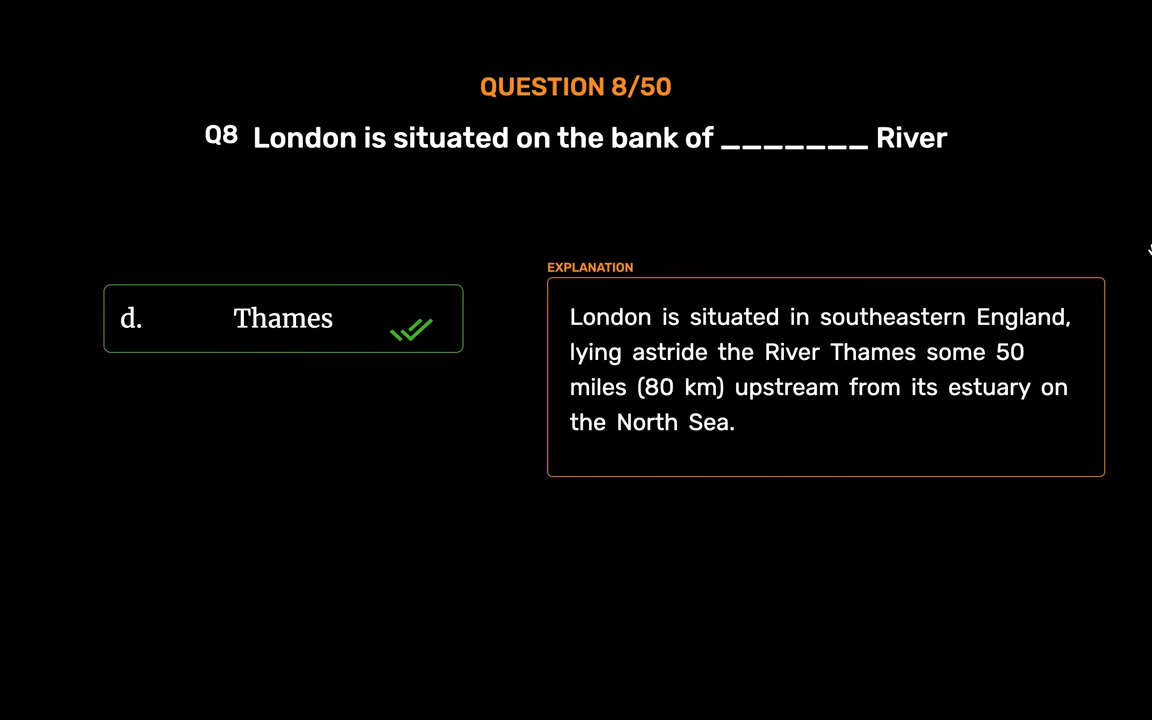 QUESTION 8/50
Q8 London is situated on the bank of _______ River
EXPLANATION
d. Thames
London is situated in southeastern England,
lying astride the River Thames some 50
miles (80 km) upstream from its estuary on
the North Sea.